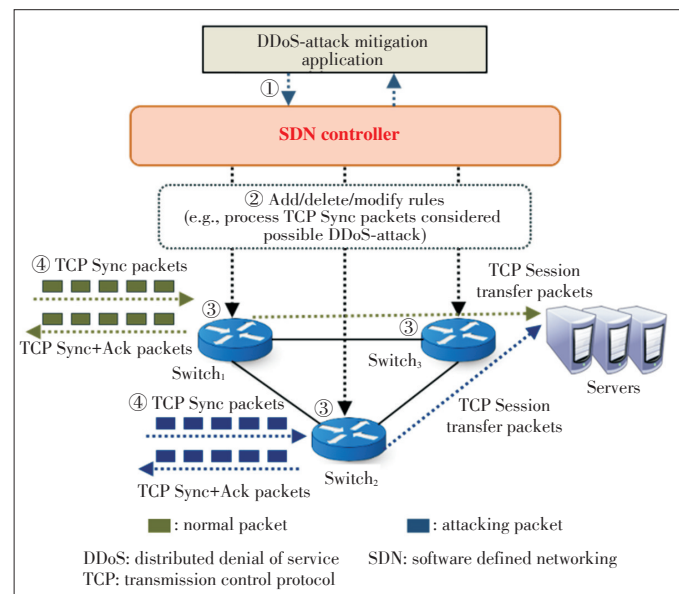 DDoS-attack mitigation
application
①
SDN controller
② Add/delete/modify rules
(e.g., process TCP Sync packets considered
possible DDoS-attack)
④ TCP Sync packets
TCP Session
transfer packets
③
③
TCP Sync+Ack packets
Switch₁
Switch₃
Servers
④ TCP Sync packets
③
TCP Session
transfer packets
Switch₂
TCP Sync+Ack packets
: normal packet
: attacking packet
DDoS: distributed denial of service
SDN: software defined networking
TCP: transmission control protocol